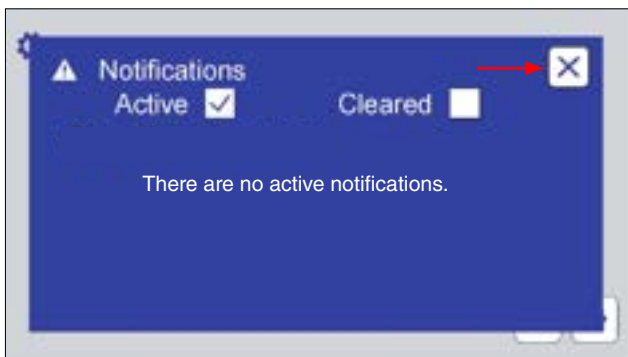 Notifications
Active
Cleared
There are no active notifications.